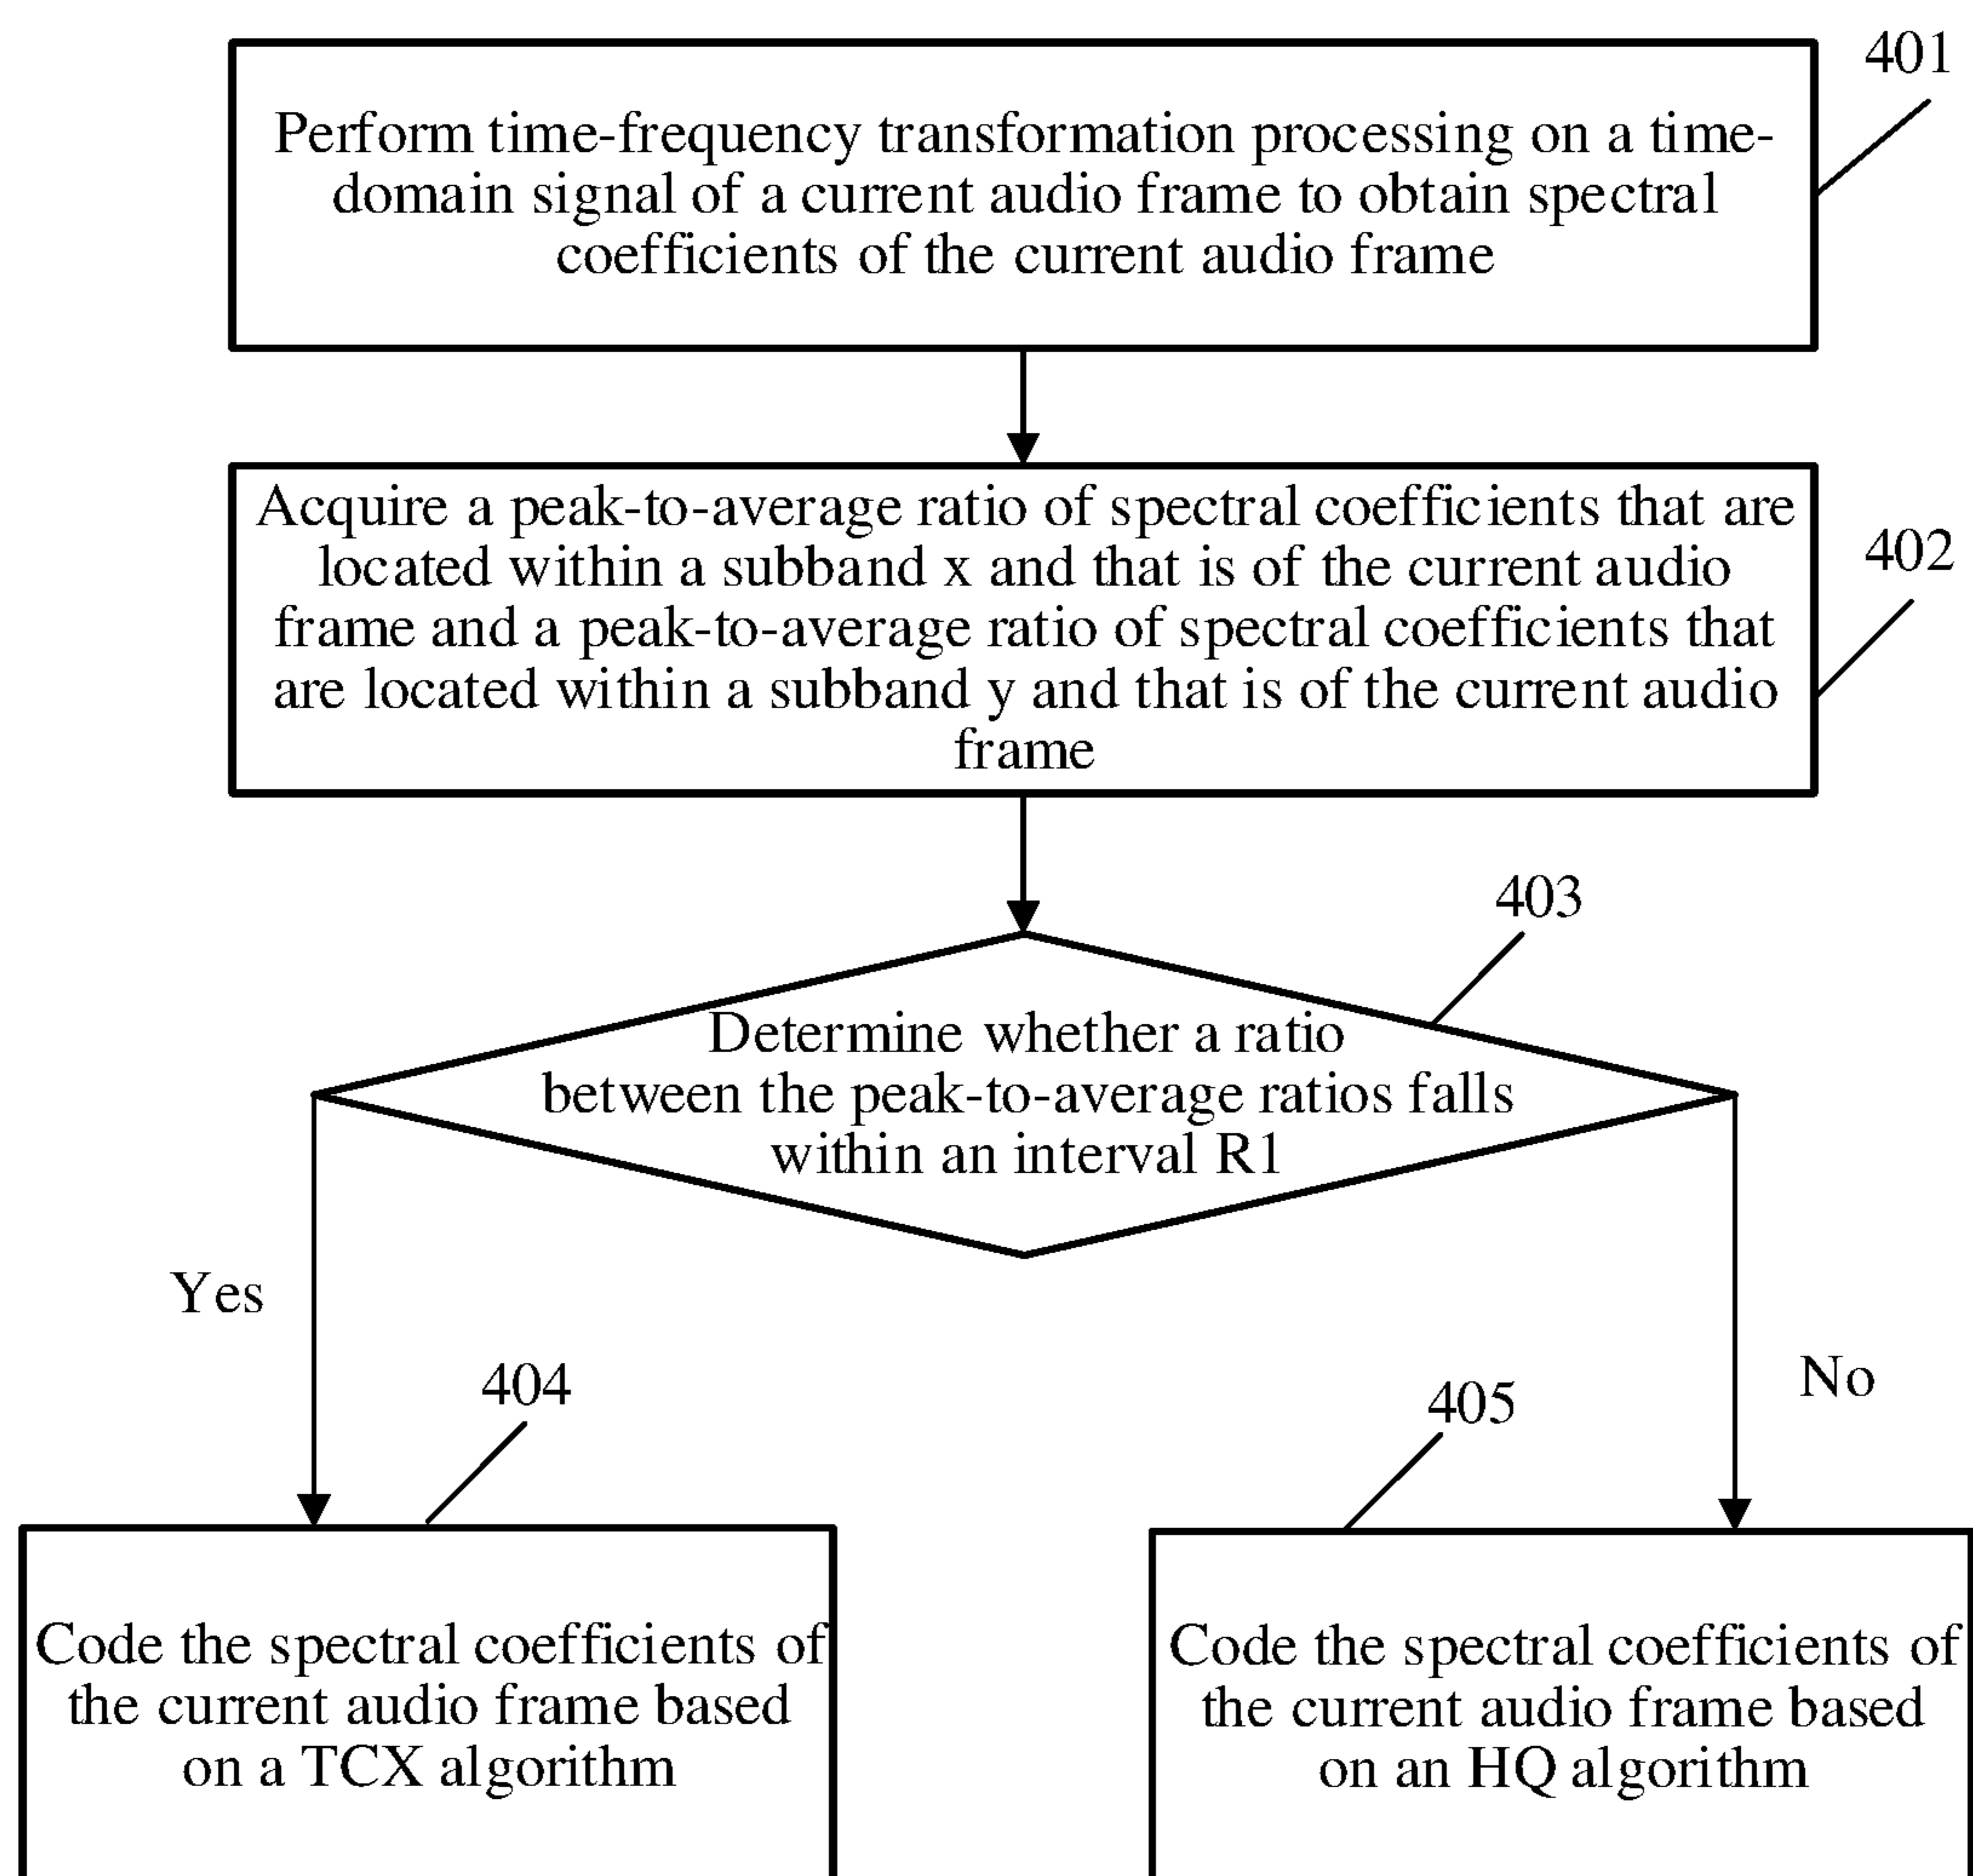 401
Perform time-frequency transformation processing on a time-
domain signal of a current audio frame to obtain spectral
coefficients of the current audio frame
Acquire a peak-to-average ratio of spectral coefficients that are
located within a subband x and that is of the current audio
frame and a peak-to-average ratio of spectral coefficients that
are located within a subband y and that is of the current audio
frame
402
403
Determine whether a ratio
between the peak-to-average ratios falls
within an interval R1
Yes
No
404
405
Code the spectral coefficients of
the current audio frame based
on a TCX algorithm
Code the spectral coefficients of
the current audio frame based
on an HQ algorithm